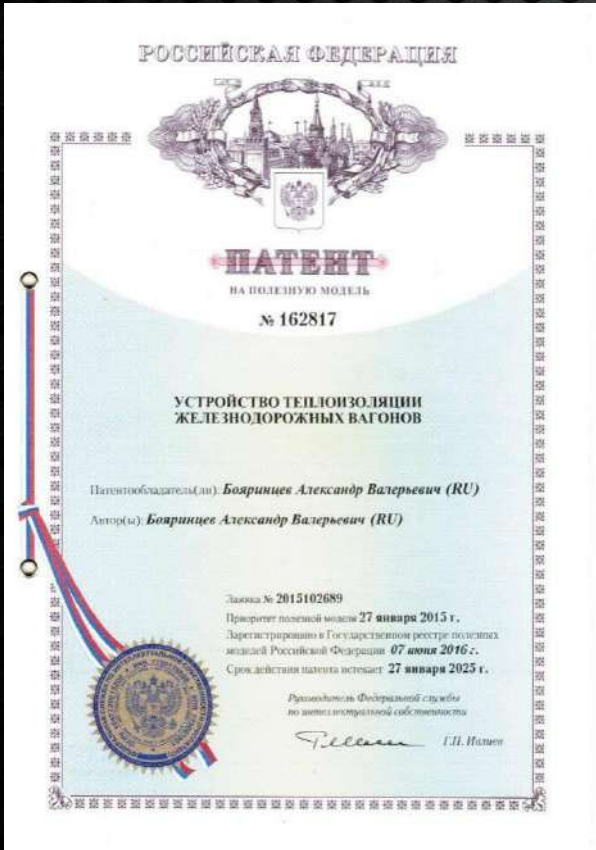 РОССИЙСКАЯ ФЕДЕРАЦИЯ
ПАТЕНТ
НА ПОЛЕЗНУЮ МОДЕЛЬ
№ 162817
УСТРОЙСТВО ТЕПЛОИЗОЛЯЦИИ
ЖЕЛЕЗНОДОРОЖНЫХ ВАГОНОВ
Патентообладатель(ли): Бояринцев Александр Валерьевич (RU)
Автор(ы): Бояринцев Александр Валерьевич (RU)
Заявка № 2015102689
Приоритет полезной модели 27 января 2015 г.
Зарегистрировано в Государственном реестре полезных
моделей Российской Федерации 07 июня 2016 г.
Срок действия патента истекает 27 января 2025 г.
Руководитель Федеральной службы
по интеллектуальной собственности
Г.П. Ивлиев